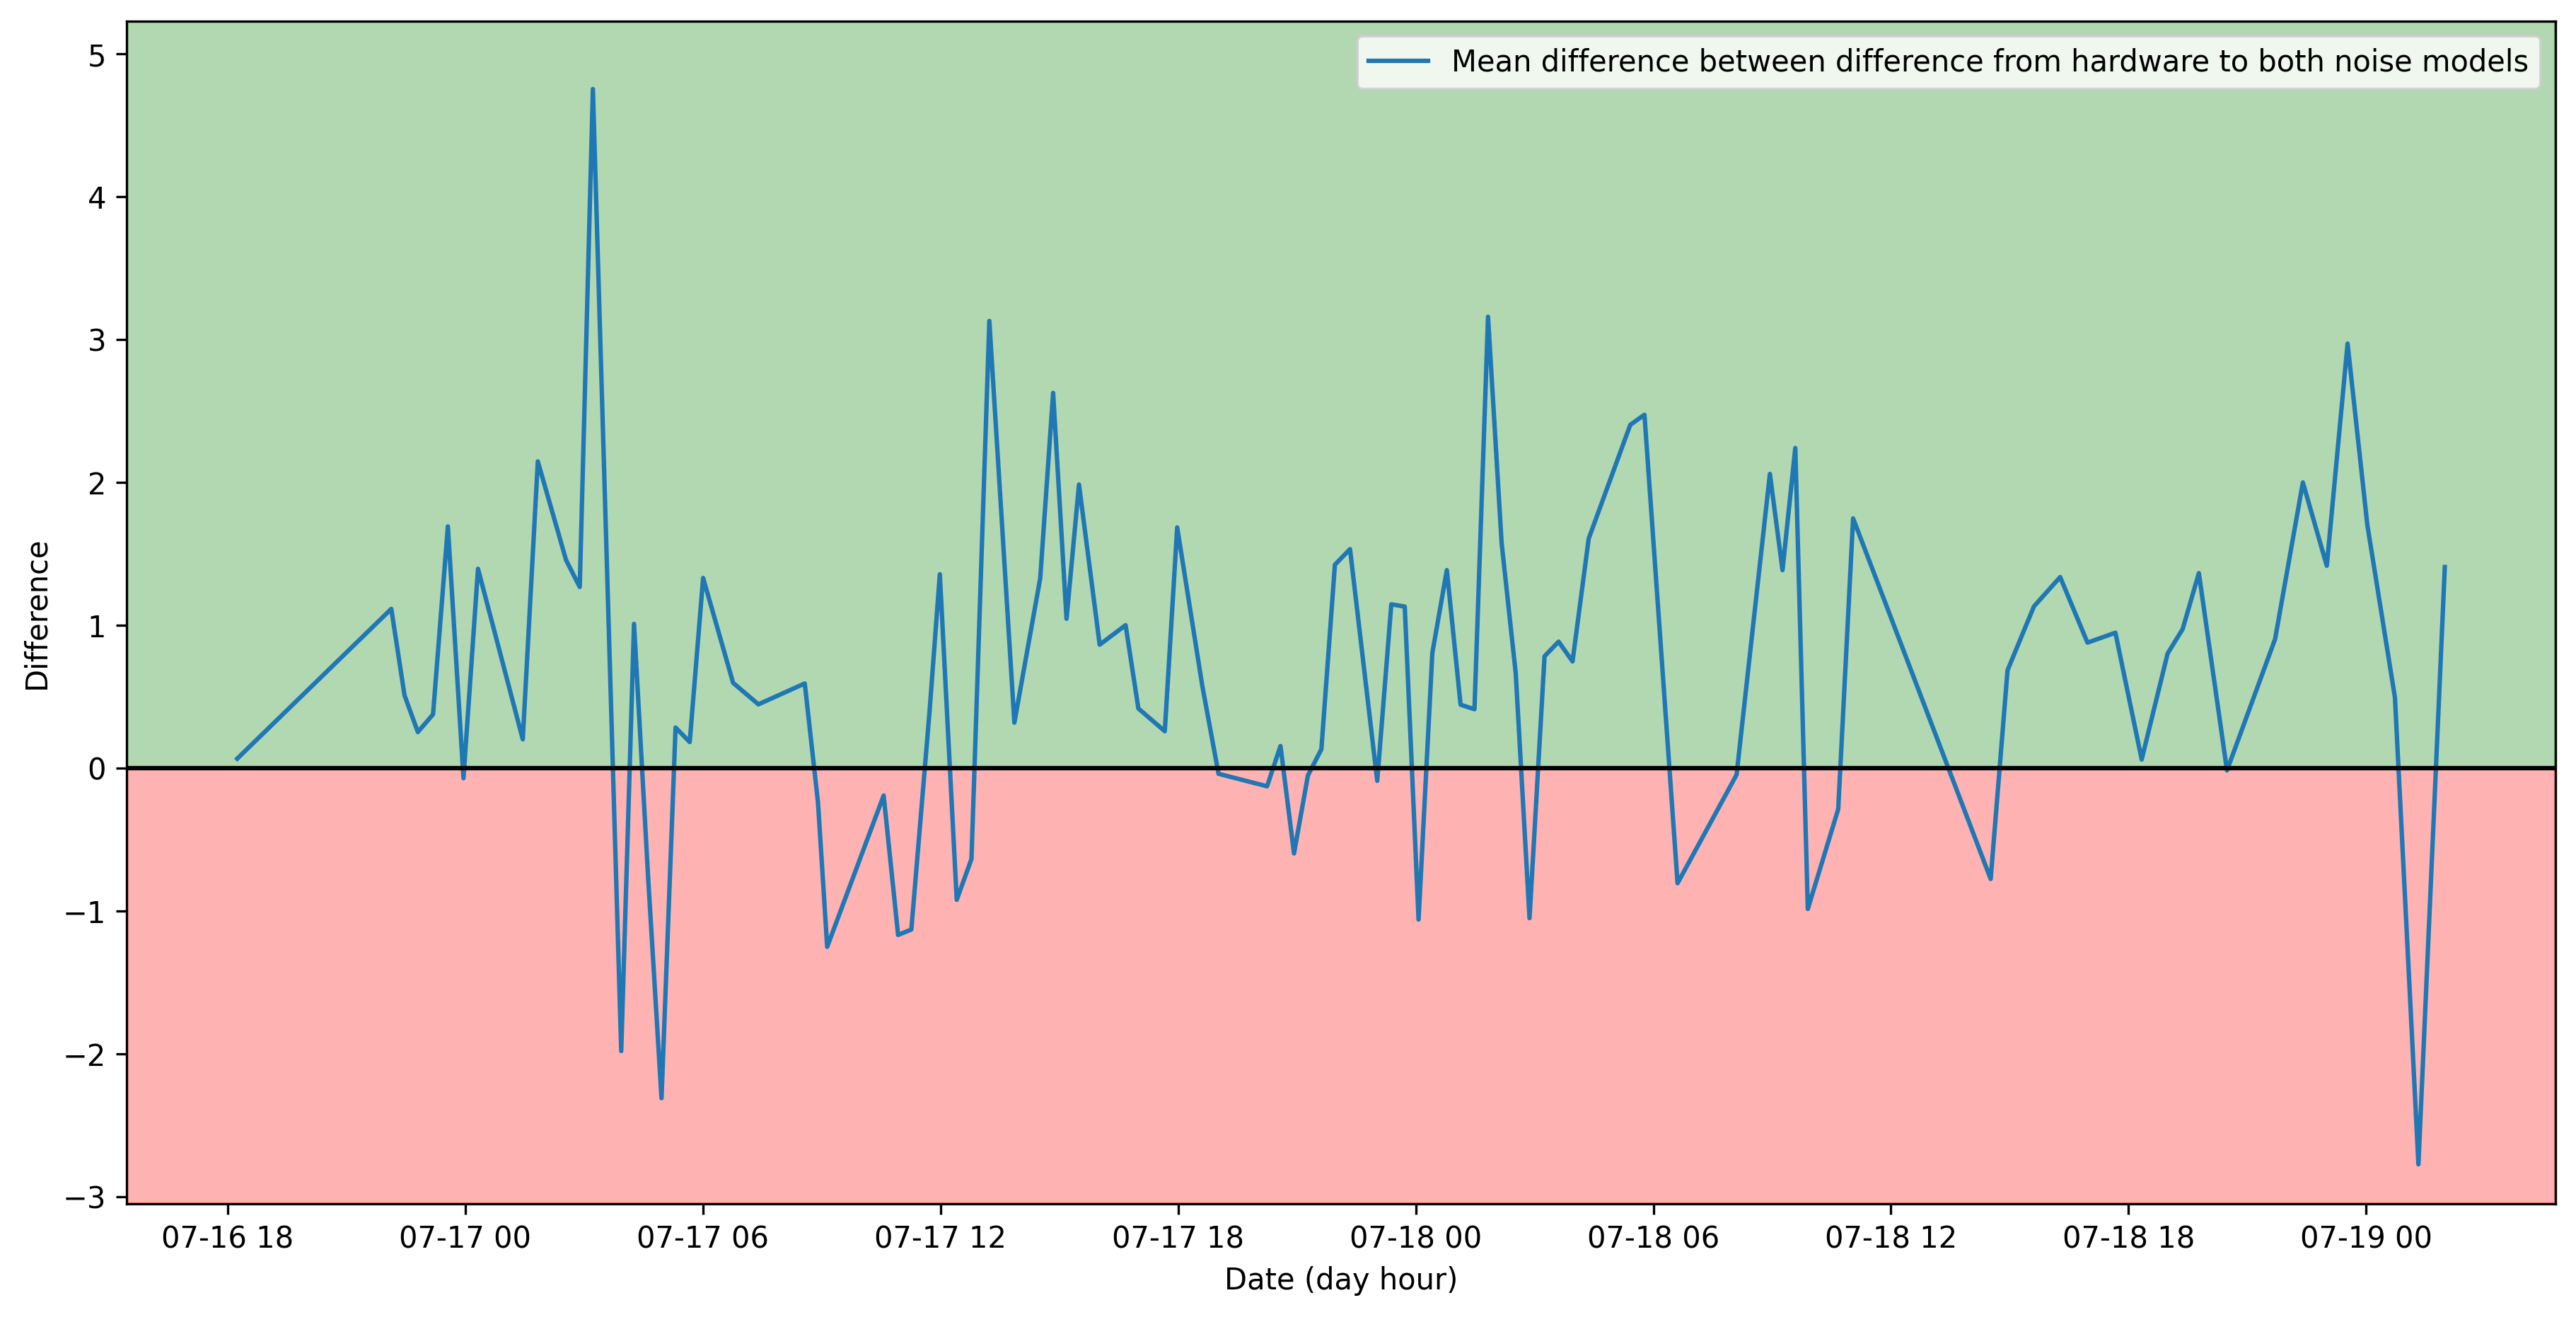 Mean difference between difference from hardware to both noise models
5
4
3
2
1
0
−1
−2
−3
Difference
07-16 18 07-17 00 07-17 06 07-17 12 07-17 18 07-18 00 07-18 06 07-18 12 07-18 18 07-19 00
Date (day hour)